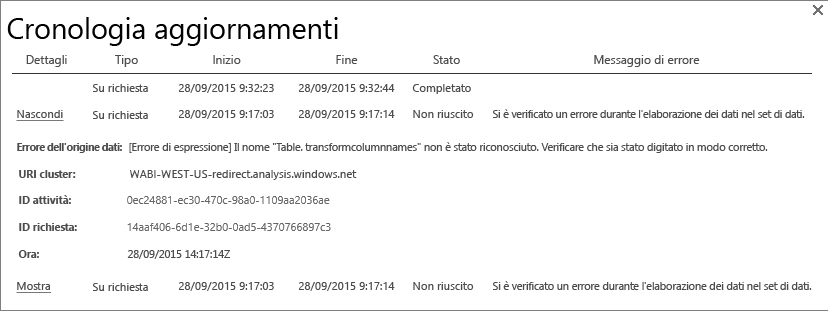 Cronologia aggiornamenti
Dettagli Tipo Inizio Fine Stato Messaggio di errore
Su richiesta 28/09/2015 9:32:23 28/09/2015 9:32:44 Completato
Nascondi Su richiesta 28/09/2015 9:17:03 28/09/2015 9:17:14 Non riuscito Si è verificato un errore durante l'elaborazione dei dati nel set di dati.
Errore dell'origine dati: [Errore di espressione] Il nome "Table. transformcolumnnames" non è stato riconosciuto. Verificare che sia stato digitato in modo corretto.
URI cluster: WABI-WEST-US-redirect.analysis.windows.net
ID attività: 0ec24881-ec30-470c-98a0-1109aa2036ae
ID richiesta: 14aaf406-6d1e-32b0-0ad5-4370766897c3
Ora: 28/09/2015 14:17:14Z
Mostra Su richiesta 28/09/2015 9:17:03 28/09/2015 9:17:14 Non riuscito Si è verificato un errore durante l'elaborazione dei dati nel set di dati.